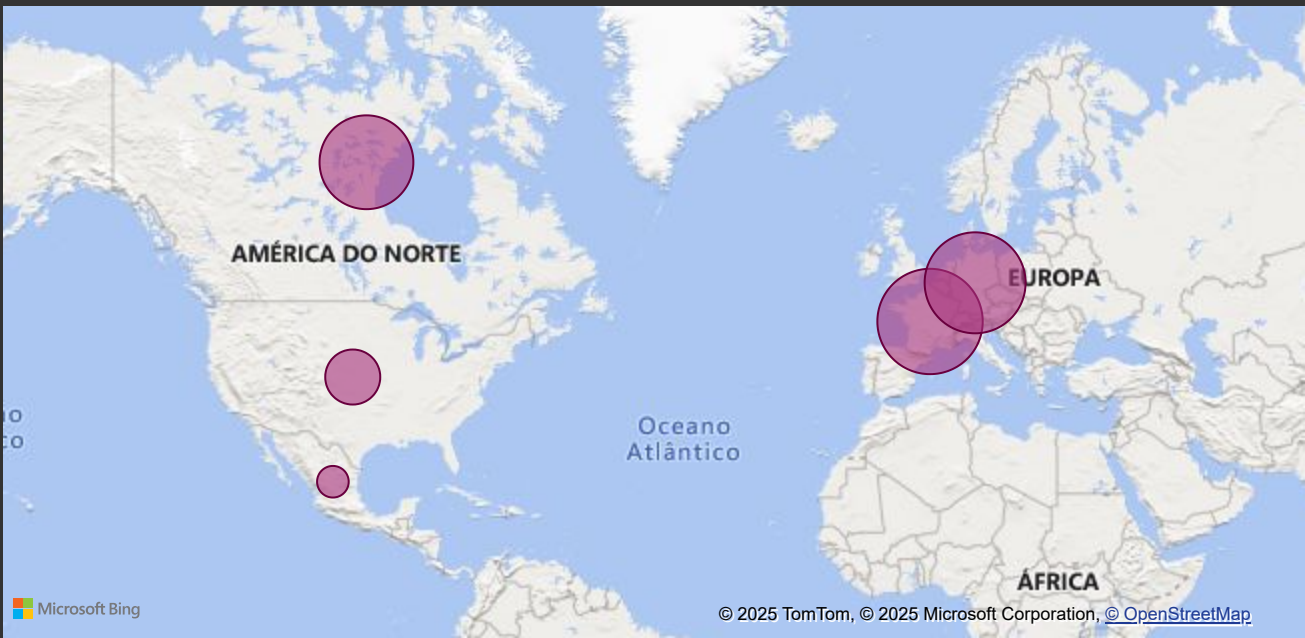 AMÉRICA DO NORTE
EUROPA
Oceano
Atlântico
ÁFRICA
Microsoft Bing
© 2025 TomTom, © 2025 Microsoft Corporation, © OpenStreetMap